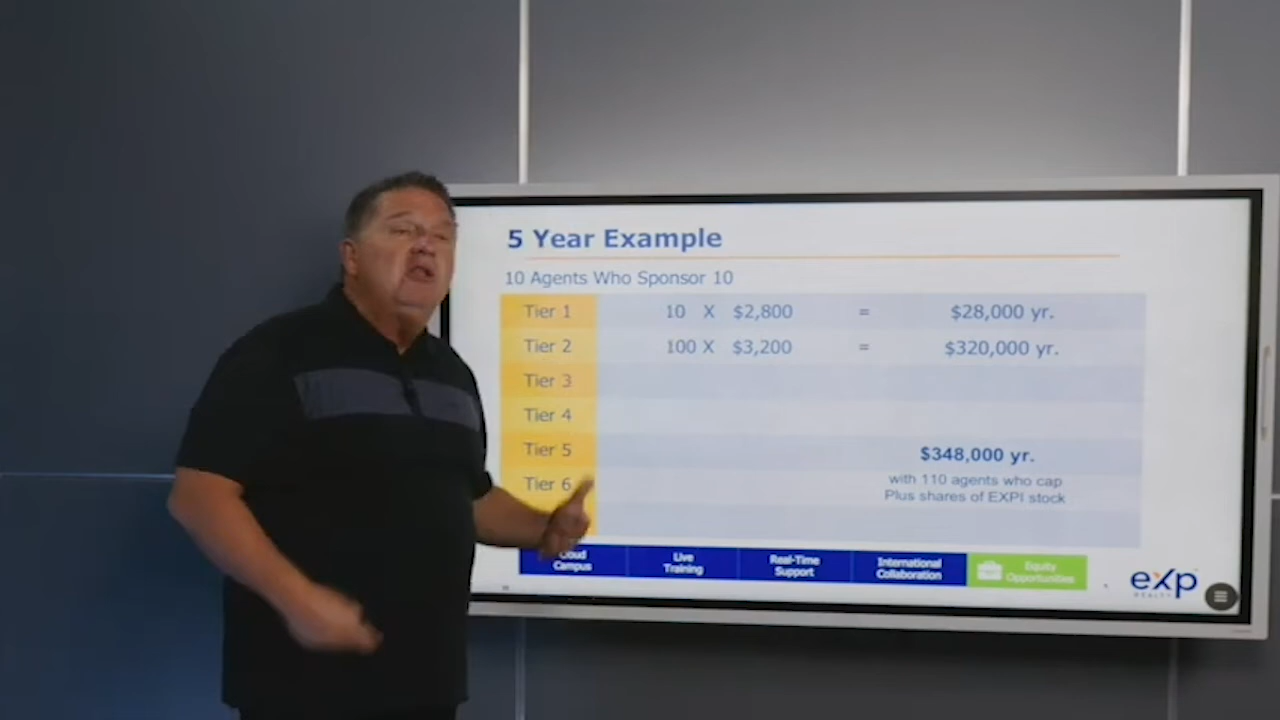 5 Year Example
10 Agents Who Sponsor 10
Tier 1 10 X $2,800 = $28,000 yr.
Tier 2 100 X $3,200 = $320,000 yr.
Tier 3
Tier 4
Tier 5 $348,000 yr.
Tier 6 with 110 agents who cap
Plus shares of EXPI stock
Cloud Campus
Live Training
Real-Time Support
International Collaboration
Equity Opportunities
exp
REALTY